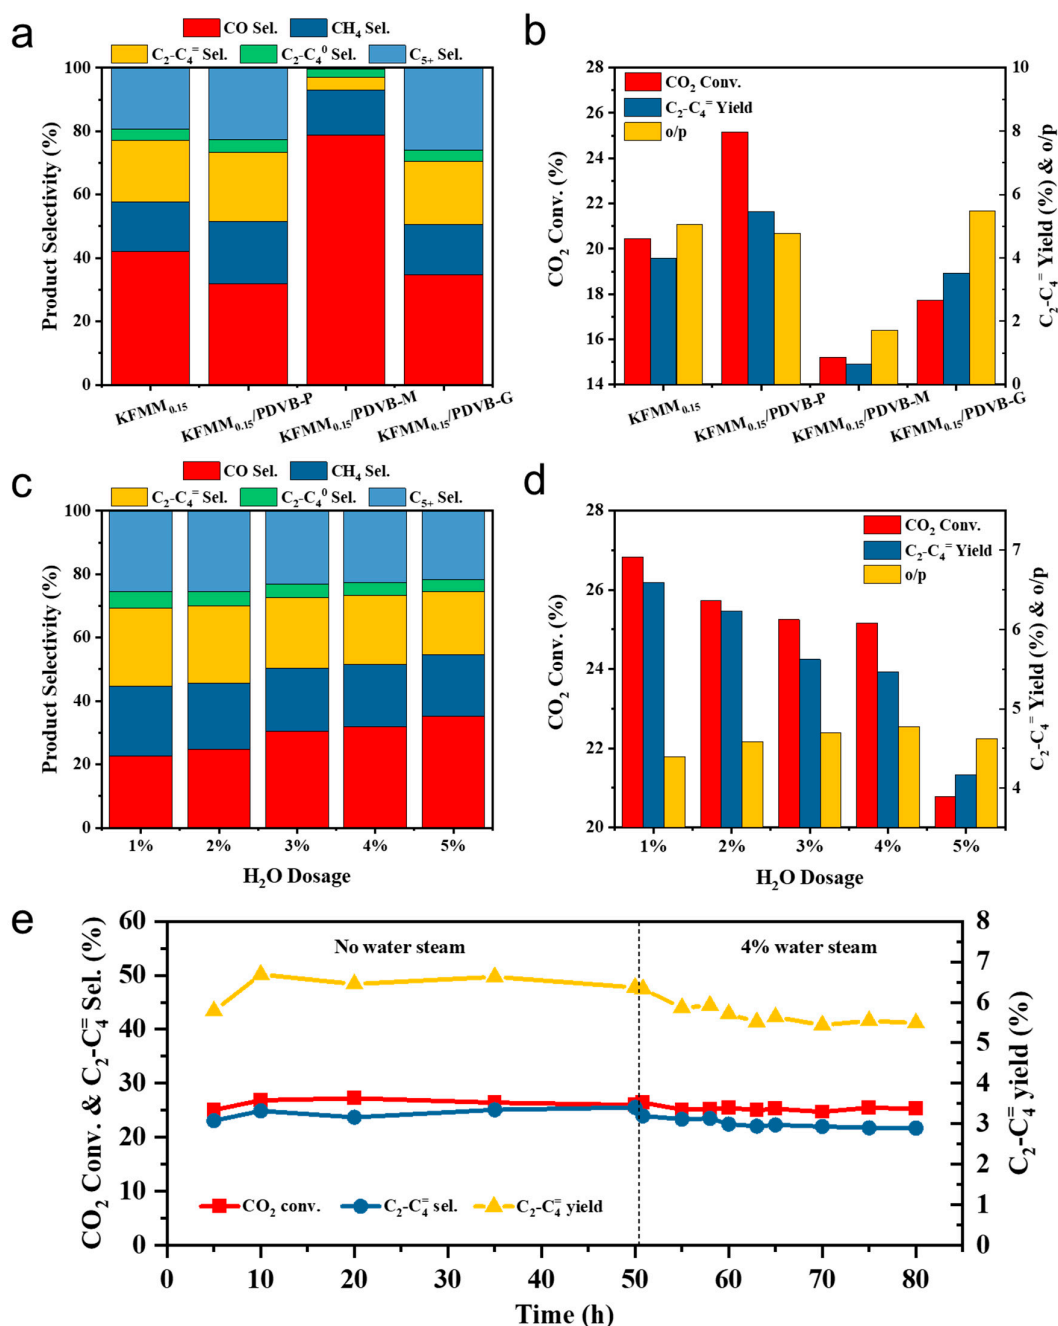 a
CO Sel. CH₄ Sel.
C₂-C₄⁼ Sel. C₂-C₄⁰ Sel. C₅₊ Sel.
Product Selectivity (%)
100
80
60
40
20
0
KFMM₀.₁₅
KFMM₀.₁₅/PDVB-P
KFMM₀.₁₅/PDVB-M
KFMM₀.₁₅/PDVB-G
b
CO₂ Conv.
C₂-C₄⁼ Yield
o/p
CO₂ Conv. (%)
28
26
24
22
20
18
16
14
10
8
6
4
2
0
C₂-C₄⁼ Yield (%) & o/p
KFMM₀.₁₅
KFMM₀.₁₅/PDVB-P
KFMM₀.₁₅/PDVB-M
KFMM₀.₁₅/PDVB-G
c
CO Sel. CH₄ Sel.
C₂-C₄⁼ Sel. C₂-C₄⁰ Sel. C₅₊ Sel.
Product Selectivity (%)
100
80
60
40
20
0
1% 2% 3% 4% 5%
H₂O Dosage
d
CO₂ Conv.
C₂-C₄⁼ Yield
o/p
CO₂ Conv. (%)
28
26
24
22
20
7
6
5
4
C₂-C₄⁼ Yield (%) & o/p
1% 2% 3% 4% 5%
H₂O Dosage
e
No water steam 4% water steam
CO₂ Conv. & C₂-C₄⁼ Sel. (%)
60
50
40
30
20
10
0
8
7
6
5
4
3
2
1
0
C₂-C₄⁼ yield (%)
CO₂ conv. C₂-C₄⁼ sel. C₂-C₄⁼ yield
0 10 20 30 40 50 60 70 80
Time (h)